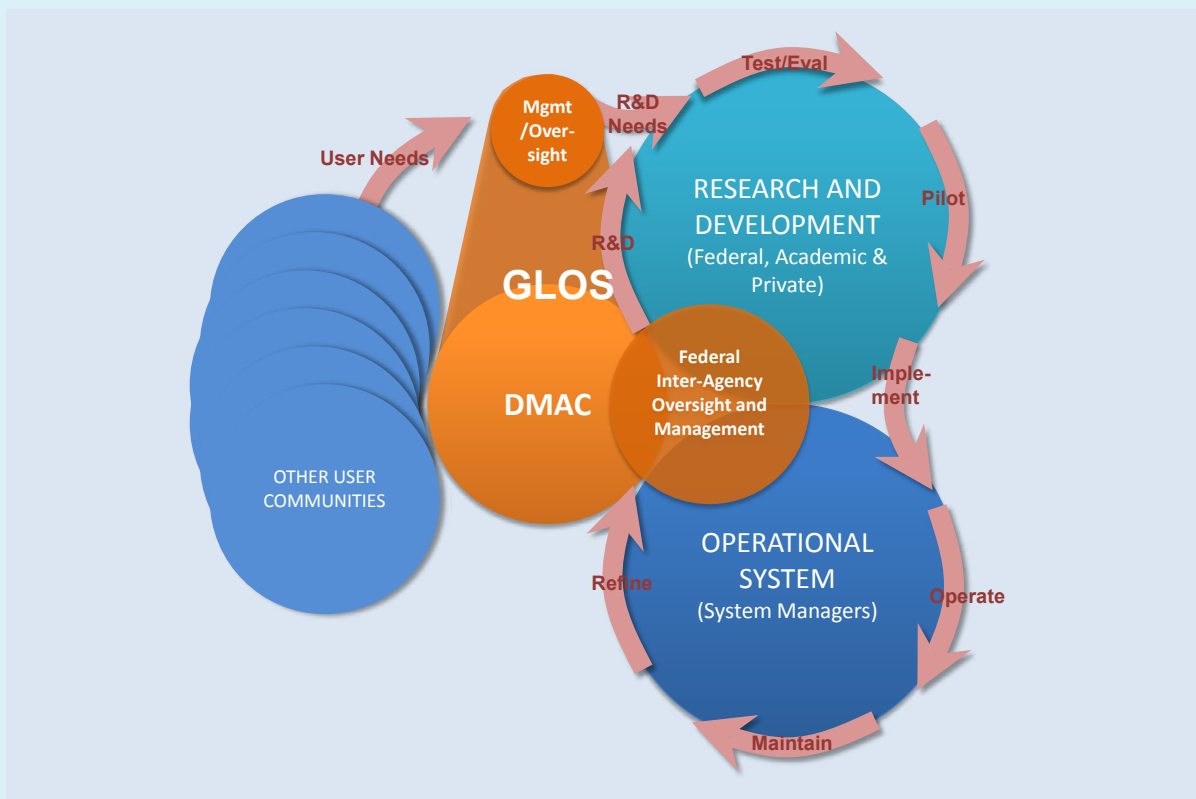 Test/Eval
Mgmt
/Over-
sight
R&D
Needs
User Needs
RESEARCH AND
DEVELOPMENT
(Federal, Academic &
Private)
Pilot
R&D
GLOS
Federal
Inter-Agency
Oversight and
Management
DMAC
Imple-
ment
OTHER USER
COMMUNITIES
OPERATIONAL
SYSTEM
(System Managers)
Refine
Operate
Maintain